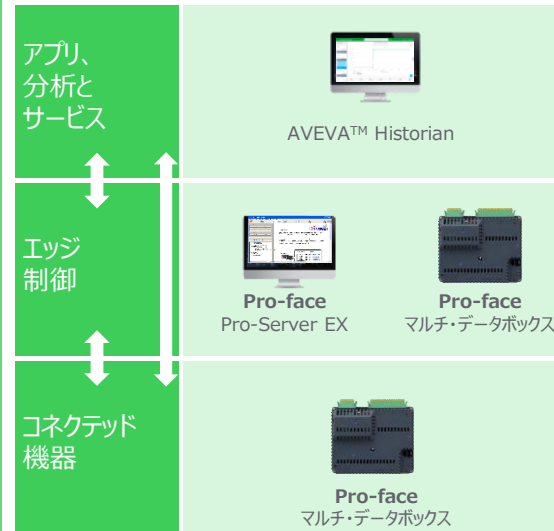 アプリ、
分析と
サービス
AVEVA™ Historian
エッジ
制御
Pro-face
Pro-Server EX
Pro-face
マルチ・データボックス
コネクテッド
機器
Pro-face
マルチ・データボックス